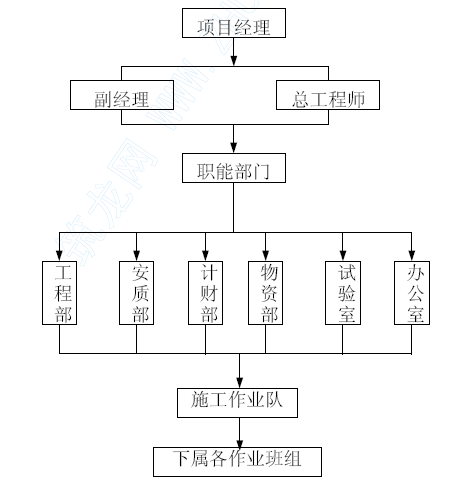 项目经理
副经理
总工程师
职能部门
工程部
安质部
计财部
物资部
试验室
办公室
施工作业队
下属各作业班组